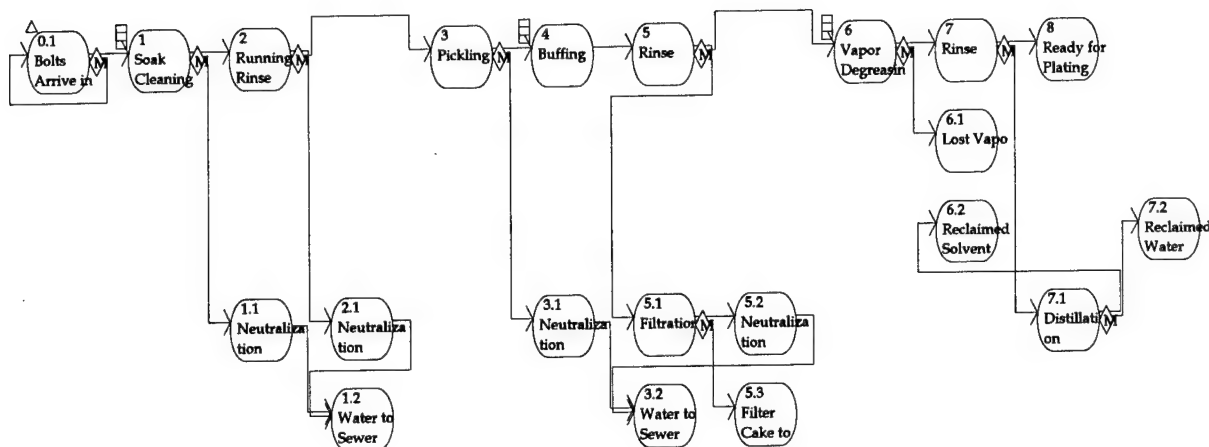 0.1
Bolts
Arrive in
M
1
Soak
Cleaning
M
2
Running
Rinse
M
3
Pickling
M
4
Buffing
5
Rinse
M
6
Vapor
Degreasin
M
7
Rinse
M
8
Ready for
Plating
6.1
Lost Vapo
6.2
Reclaimed
Solvent
7.2
Reclaimed
Water
1.1
Neutraliza
tion
2.1
Neutraliza
tion
3.1
Neutraliza
tion
5.1
Filtration
M
5.2
Neutraliza
tion
7.1
Distillati
on
M
1.2
Water to
Sewer
3.2
Water to
Sewer
5.3
Filter
Cake to